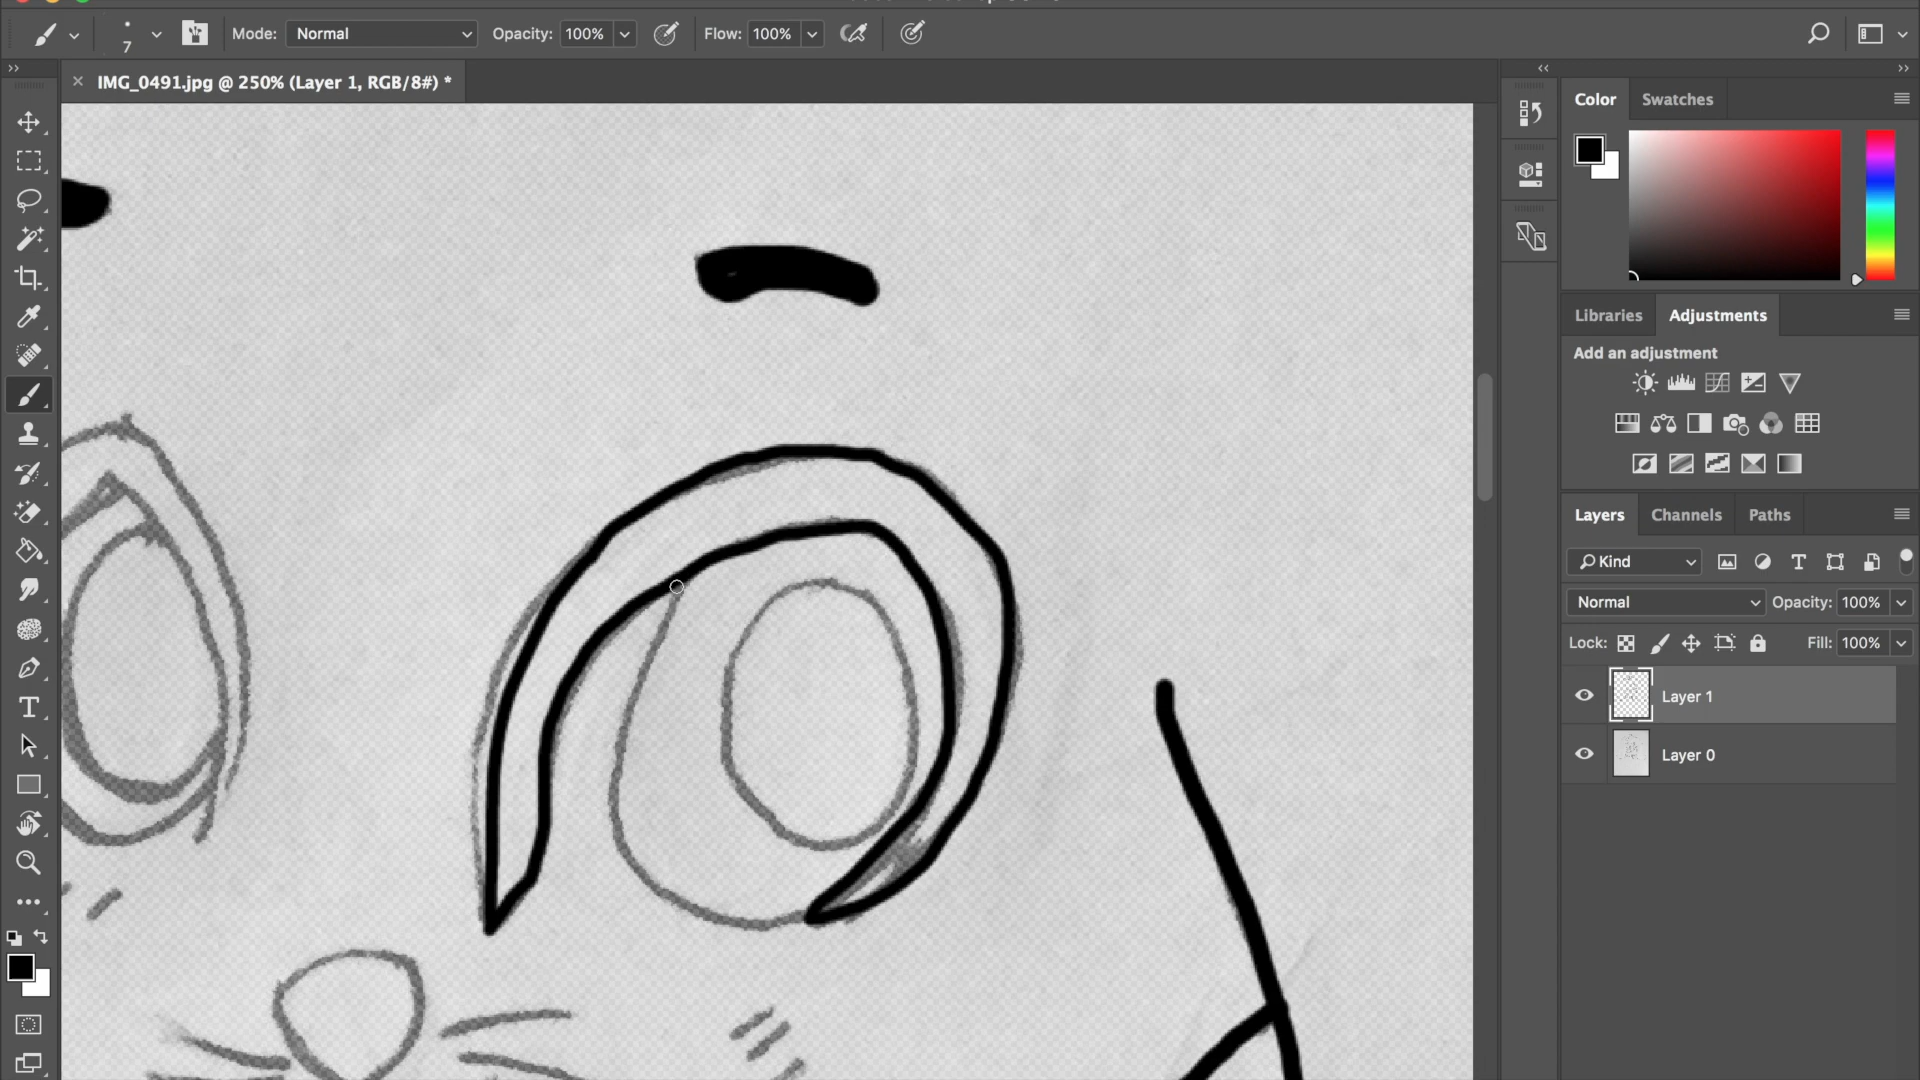 7
Mode:
Normal
Opacity:
100%
Flow:
100%
IMG_0491.jpg @ 250% (Layer 1, RGB/8#) *
Color
Swatches
Libraries
Adjustments
Add an adjustment
Layers
Channels
Paths
Kind
Normal
Opacity:
100%
Lock:
Fill:
100%
Layer 1
Layer 0